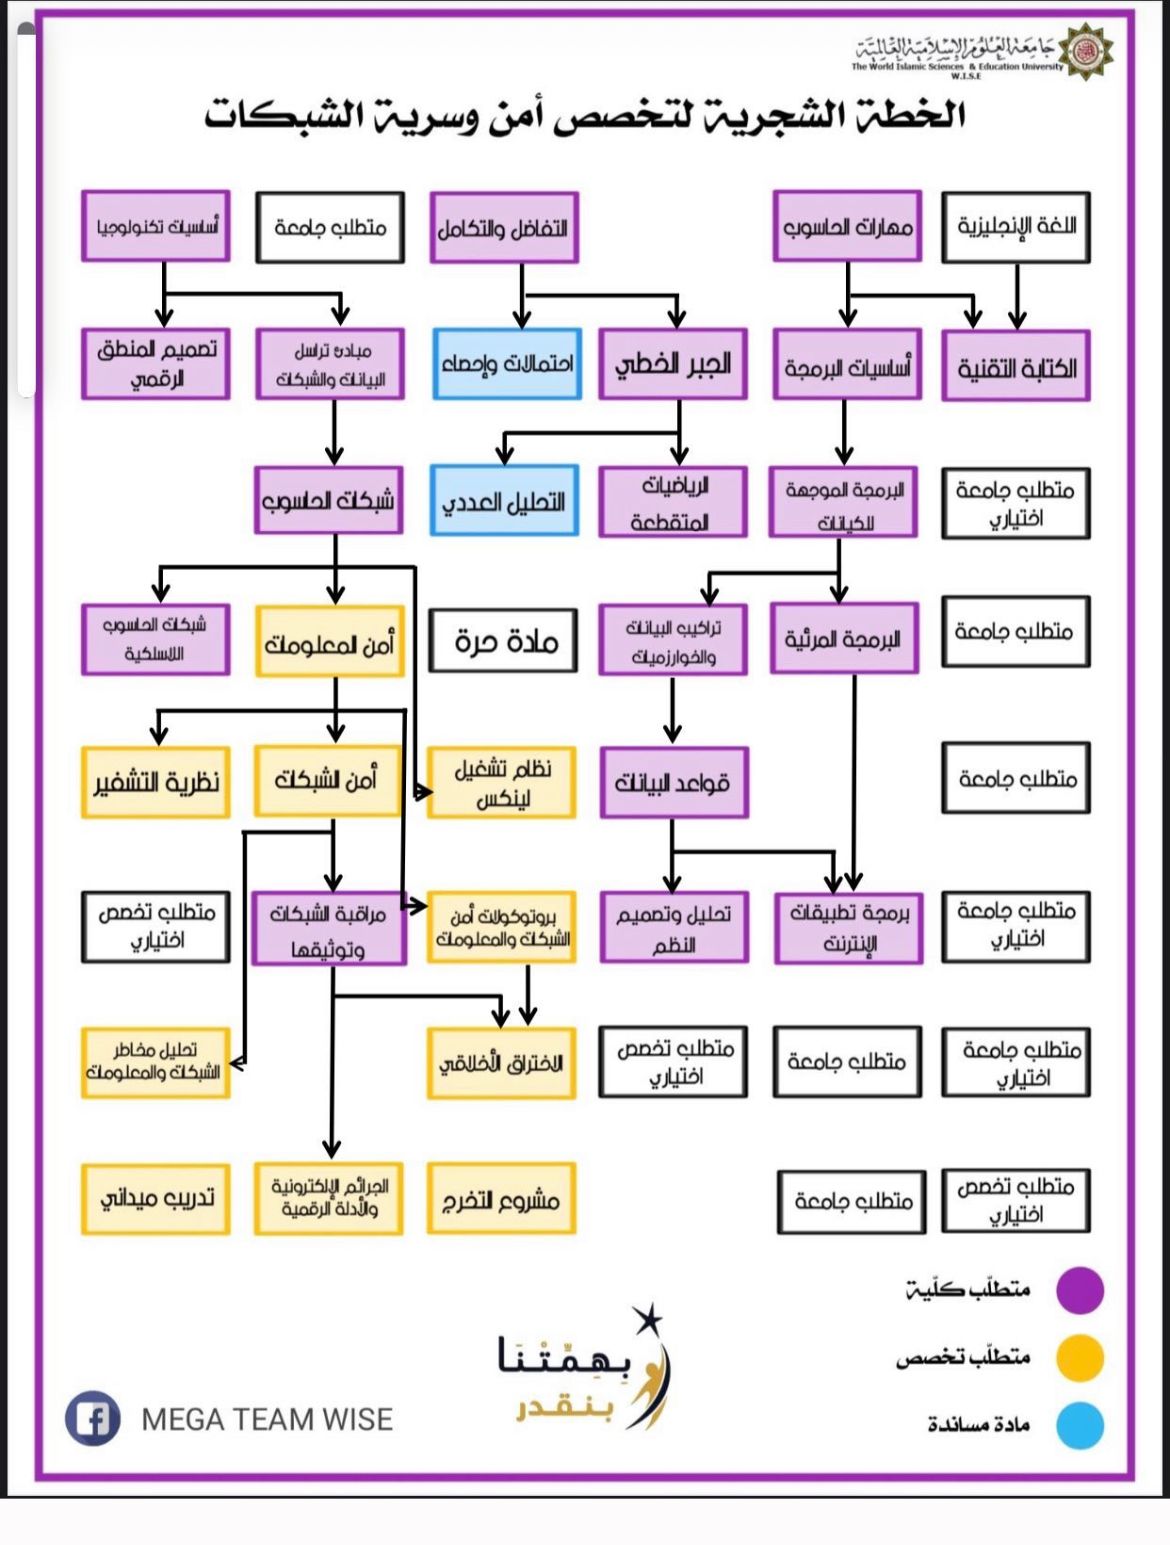 جامعة العلوم الإسلامية العالمية
The World Islamic Sciences & Education University
W.I.S.E
الخطة الشجرية لتخصص أمن وسرية الشبكات
اللغة الإنجليزية
مهارات الحاسوب
التفاضل والتكامل
متطلب جامعة
أساسيات تكنولوجيا
الكتابة التقنية
أساسيات البرمجة
الجبر الخطي
احتمالات وإحصاء
مبادئ تراسل
البيانات والشبكات
تصميم المنطق
الرقمي
متطلب جامعة
اختياري
البرمجة الموجهة
للكيانات
الرياضيات
المتقطعة
التحليل العددي
شبكات الحاسوب
متطلب جامعة
البرمجة المرئية
تراكيب البيانات
والخوارزميات
مادة حرة
أمن المعلومات
شبكات الحاسوب
اللاسلكية
متطلب جامعة
قواعد البيانات
نظام تشغيل
لينكس
أمن الشبكات
نظرية التشفير
متطلب جامعة
اختياري
برمجة تطبيقات
الإنترنت
تحليل وتصميم
النظم
بروتوكولات أمن
الشبكات والمعلومات
مراقبة الشبكات
وتوثيقها
متطلب تخصص
اختياري
متطلب جامعة
اختياري
متطلب جامعة
متطلب تخصص
اختياري
الاختراق الأخلاقي
تحليل مخاطر
الشبكات والمعلومات
متطلب تخصص
اختياري
متطلب جامعة
مشروع التخرج
الجرائم الإلكترونية
والأدلة الرقمية
تدريب ميداني
متطلّب كلّية
متطلّب تخصص
مادة مساندة
بِهِمِّتْنَا
بنقدر
MEGA TEAM WISE